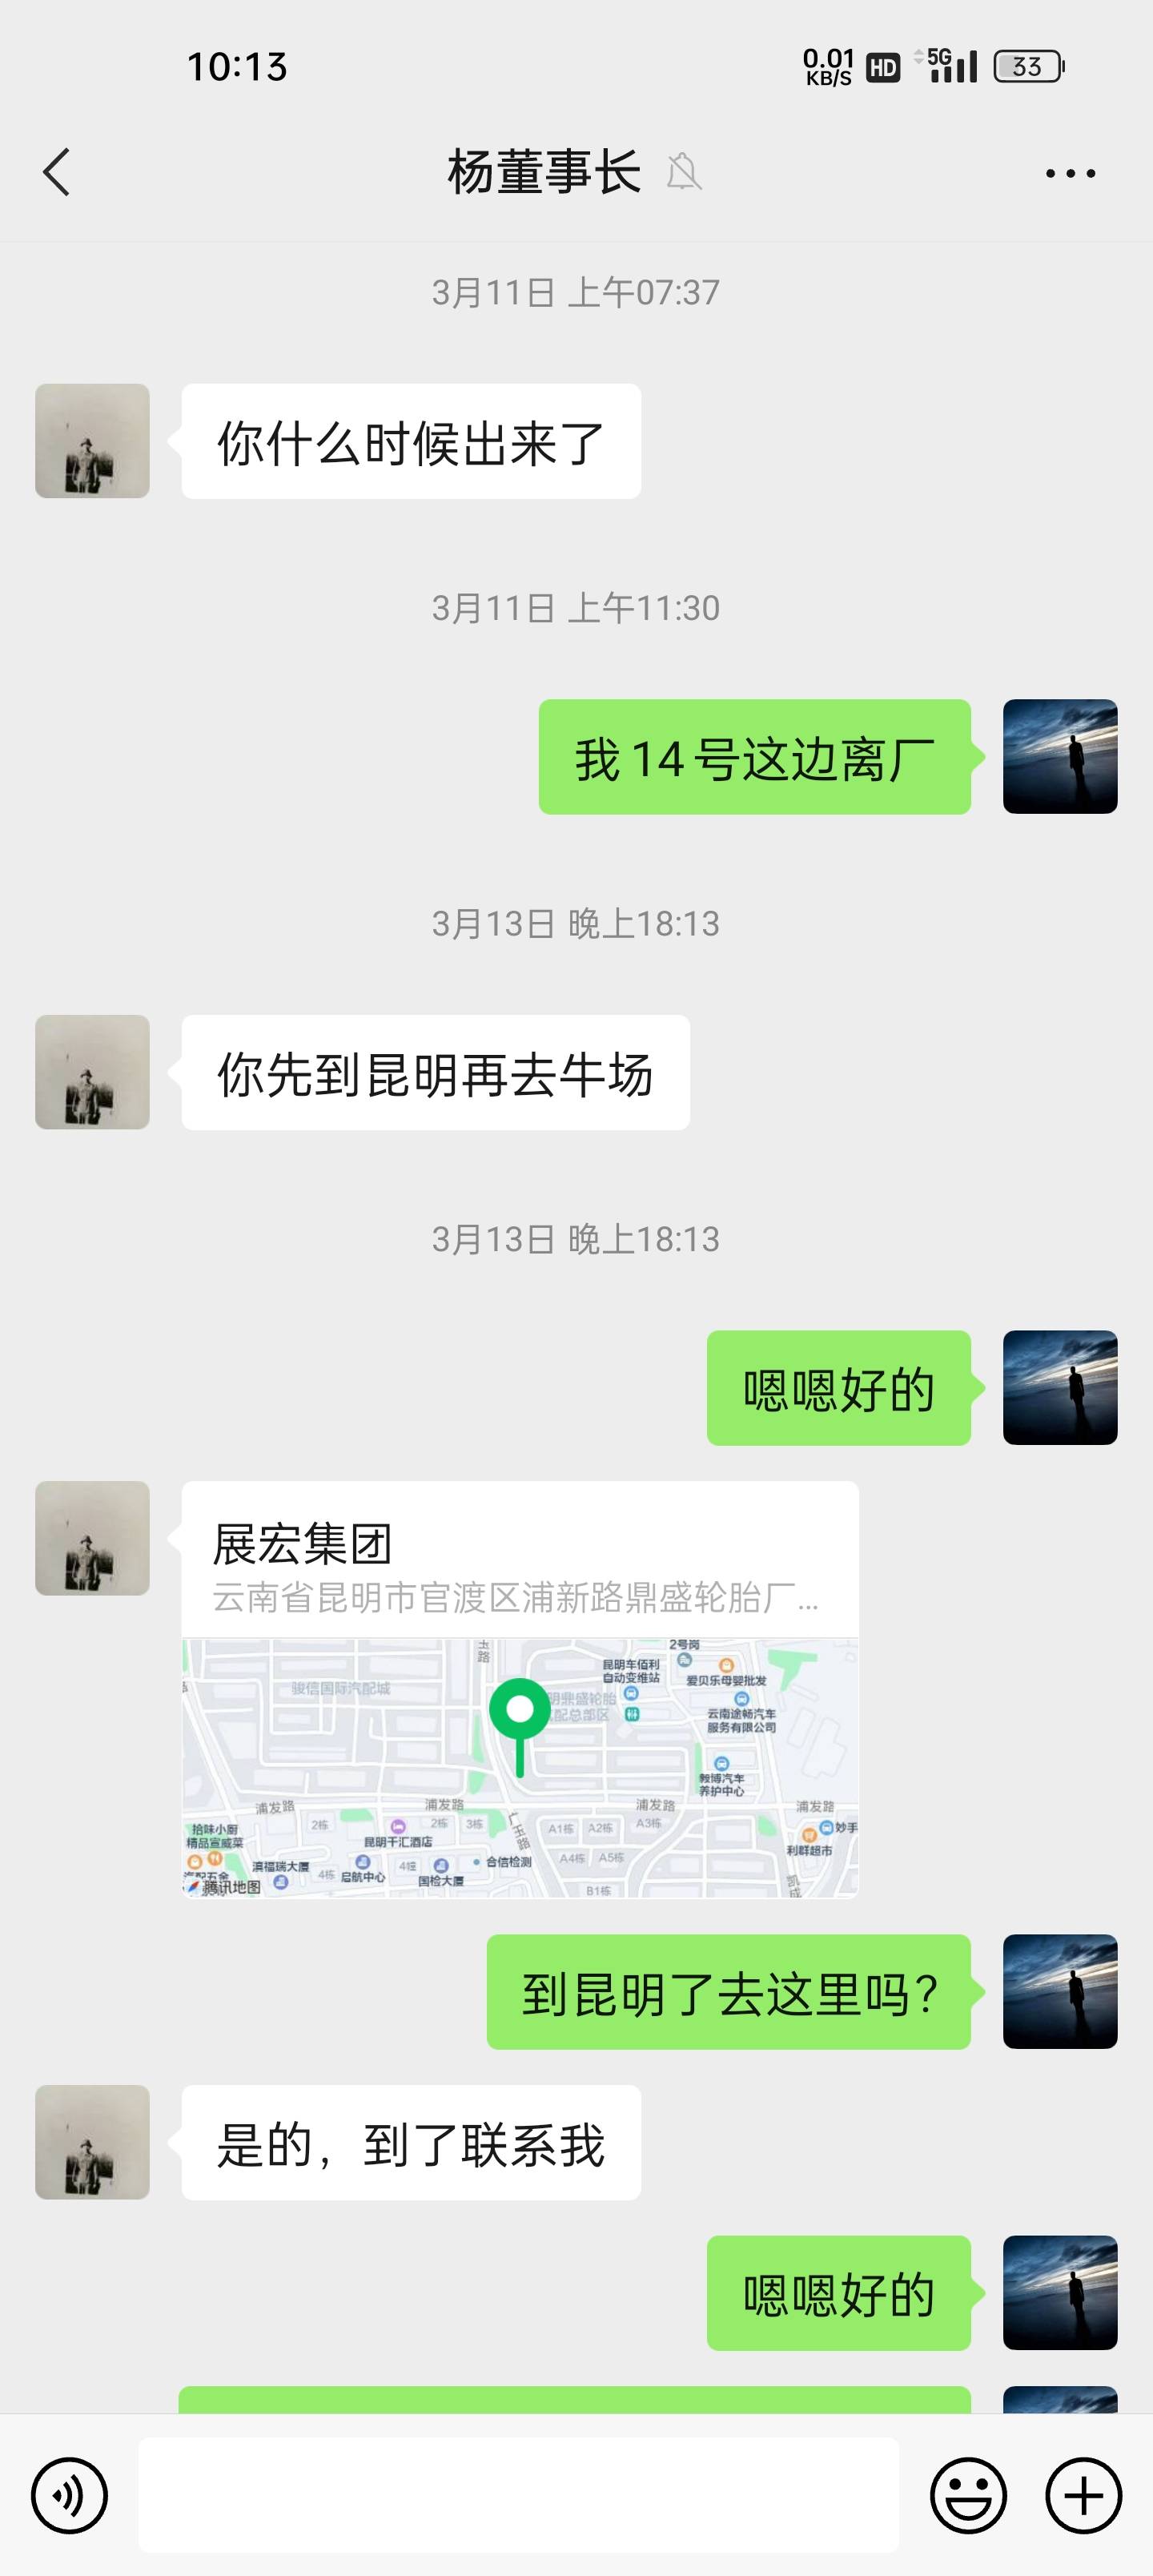 10:13
0.01
KB/S
HD
5G
33
杨董事长
3月11日 上午07:37
你什么时候出来了
3月11日 上午11:30
我14号这边离厂
3月13日 晚上18:13
你先到昆明再去牛场
3月13日 晚上18:13
嗯嗯好的
展宏集团
云南省昆明市官渡区浦新路鼎盛轮胎厂...
玉
路
2号岗
昆明车佰利
自动变维站
爱贝乐母婴批发
骏信国际汽配城
明鼎盛轮胎
配总部区
云南途畅汽车
服务有限公司
毅博汽车
养护中心
浦发路
浦发路
浦发路
浦发路
拾味小厨
精品宣威菜
2栋
2栋
3栋
昆明千汇酒店
广玉路
A1栋
A2栋
A3栋
妙手
利群超市
滇福瑞大厦
4栋
启航中心
4幢
国检大厦
合信检测
A4栋
A5栋
B1栋
凯成
腾讯地图
到昆明了去这里吗?
是的，到了联系我
嗯嗯好的